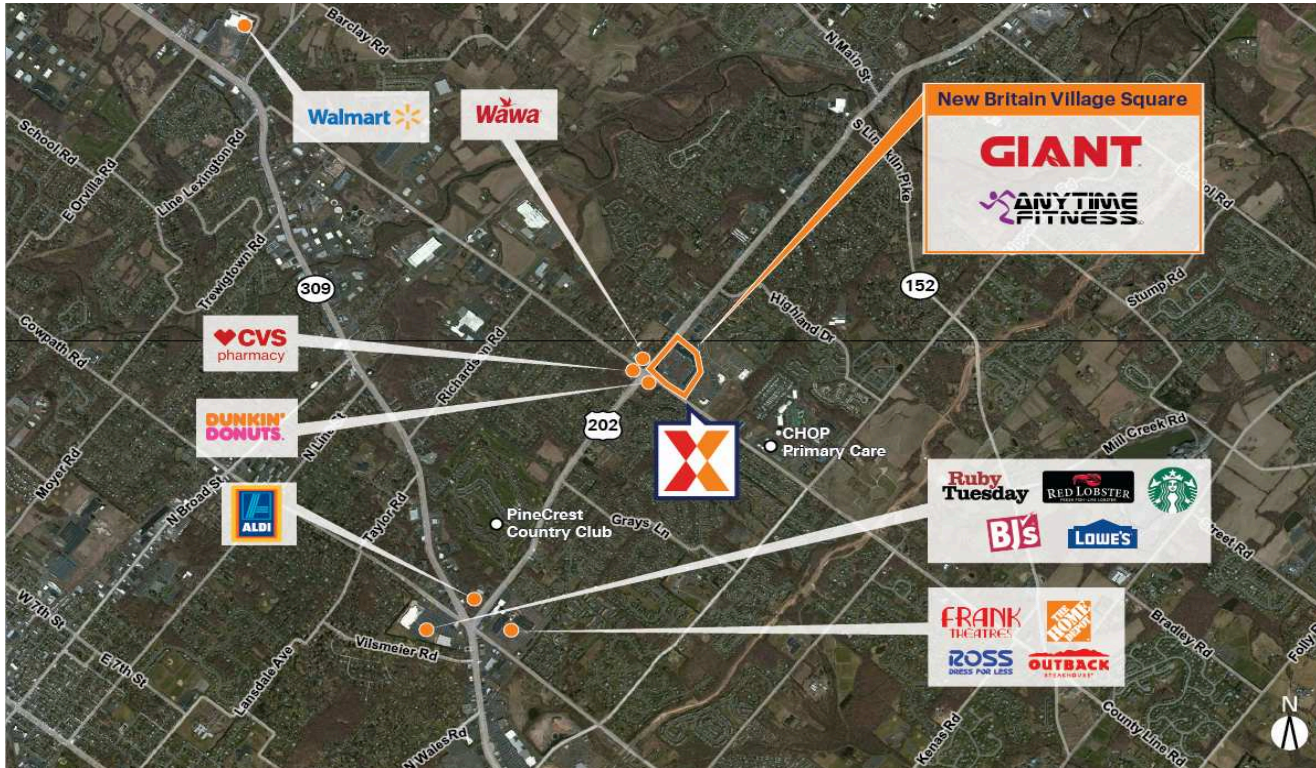 Barclay Rd
N Main St
Walmart
Wawa
New Britain Village Square
GIANT
ANYTIME
FITNESS
School Rd
E Orvilla Rd
Line Lexington Rd
S Limekiln Pike
Trewigtown Rd
309
152
Stump Rd
Highland Dr
Cowpath Rd
CVS
pharmacy
Richardson Rd
DUNKIN'
DONUTS
202
CHOP
Primary Care
Mill Creek Rd
Moyer Rd
N Broad St
N Line St
Taylor Rd
ALDI
PineCrest
Country Club
Grays Ln
Ruby
Tuesday
RED LOBSTER
BJ's
LOWE'S
W 7th St
E 7th St
Lansdale Ave
Vilsmeier Rd
FRANK
THEATRES
THE
HOME
DEPOT
ROSS
DRESS FOR LESS
OUTBACK
STEAKHOUSE
Bradley Rd
County Line Rd
Kenas Rd
N Wales Rd
Folly
N